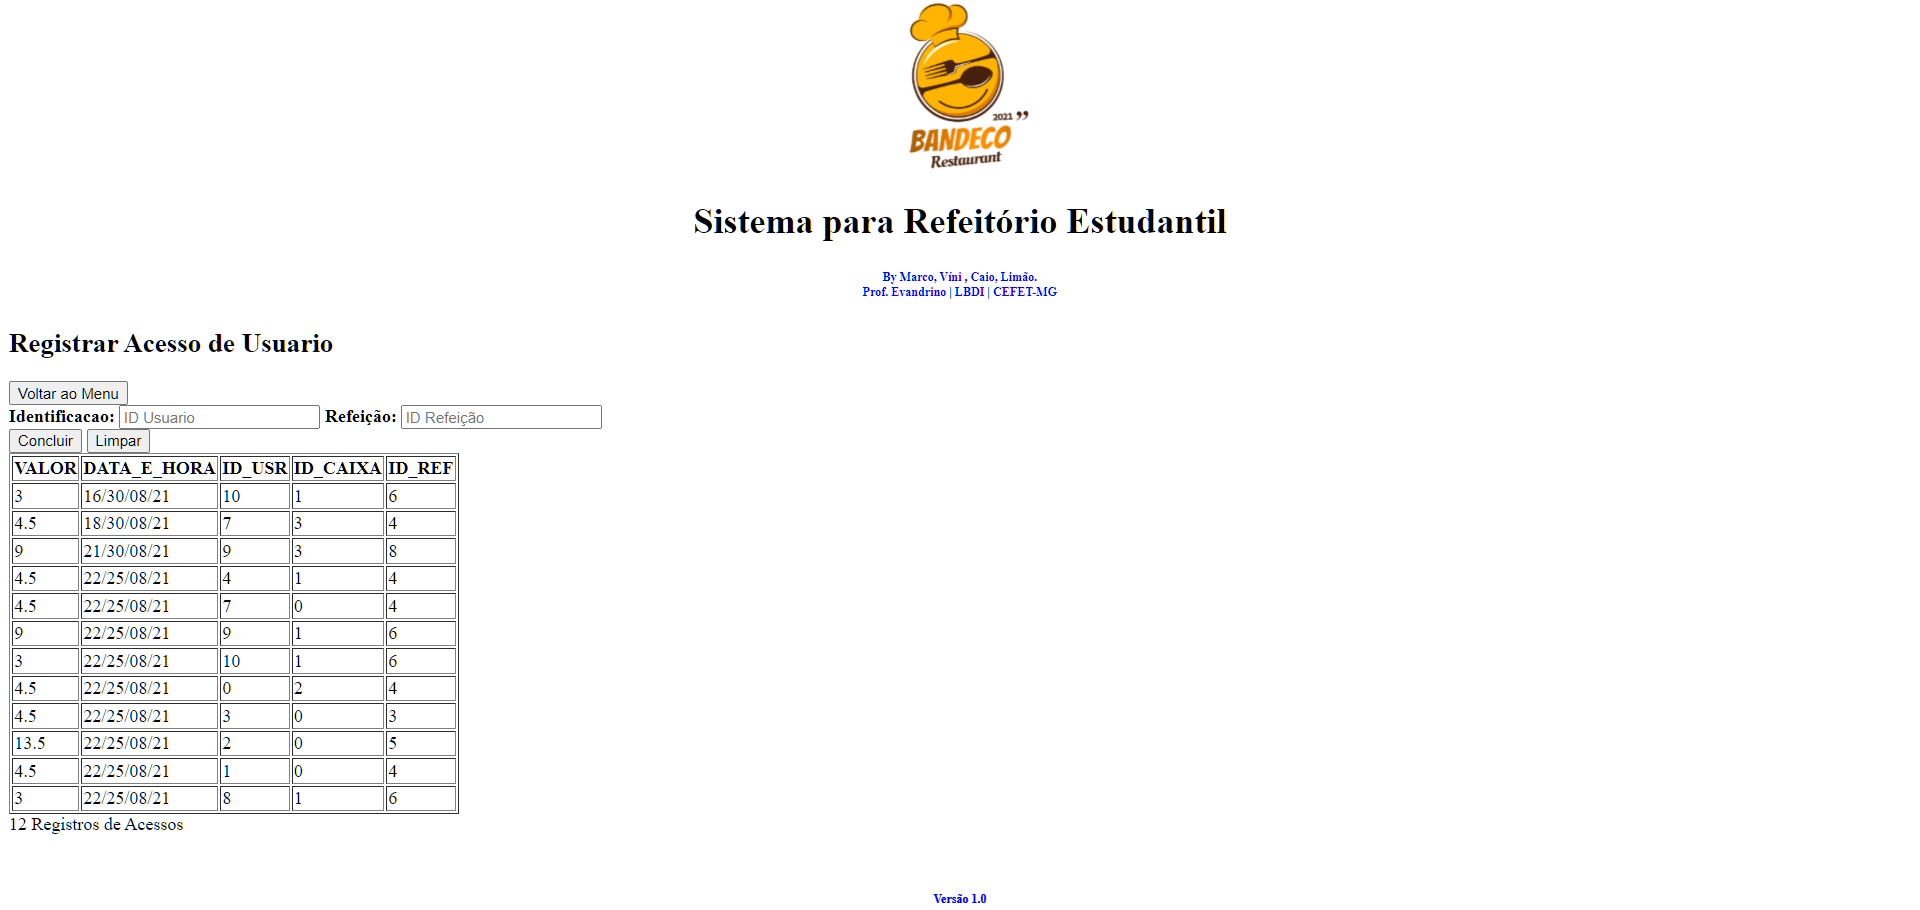 2021 ”
BANDECO
Restaurant
Sistema para Refeitório Estudantil
By Marco, Víni , Caio, Limão.
Prof. Evandrino | LBDI | CEFET-MG
Registrar Acesso de Usuario
Voltar ao Menu
Identificacao: ID Usuario Refeição: ID Refeição
Concluir Limpar
VALOR DATA_E_HORA ID_USR ID_CAIXA ID_REF
3 16/30/08/21 10 1 6
4.5 18/30/08/21 7 3 4
9 21/30/08/21 9 3 8
4.5 22/25/08/21 4 1 4
4.5 22/25/08/21 7 0 4
9 22/25/08/21 9 1 6
3 22/25/08/21 10 1 6
4.5 22/25/08/21 0 2 4
4.5 22/25/08/21 3 0 3
13.5 22/25/08/21 2 0 5
4.5 22/25/08/21 1 0 4
3 22/25/08/21 8 1 6
12 Registros de Acessos
Versão 1.0